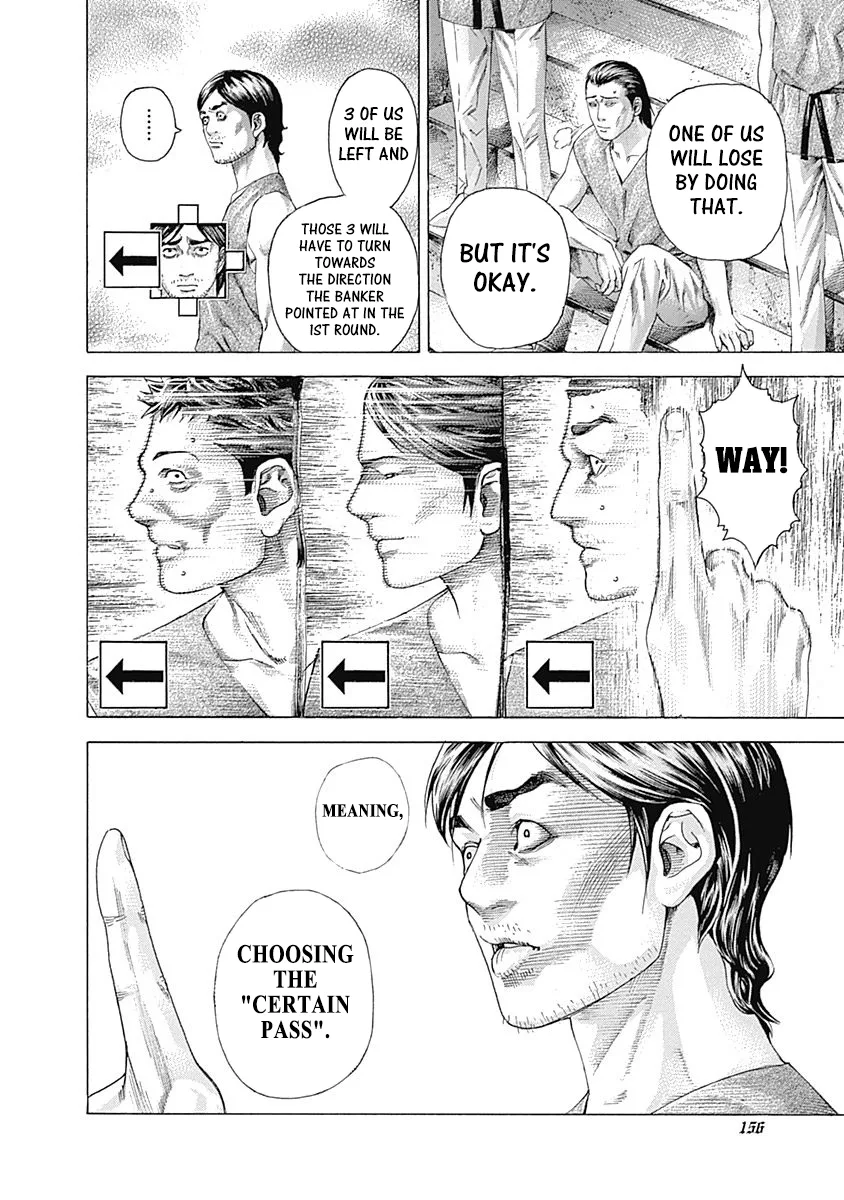 ONE OF US
WILL LOSE
BY DOING
THAT.
BUT IT'S
OKAY.
3 OF US
WILL BE
LEFT AND
THOSE 3 WILL
HAVE TO TURN
TOWARDS
THE DIRECTION
THE BANKER
POINTED AT IN THE
1ST ROUND.
......
WAY!
MEANING,
CHOOSING
THE
"CERTAIN
PASS".
156